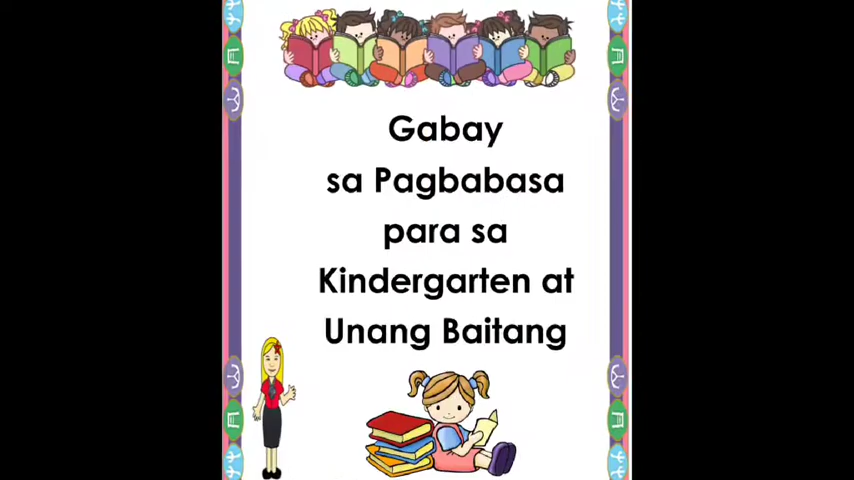 Gabay
sa Pagbabasa
para sa
Kindergarten at
Unang Baitang